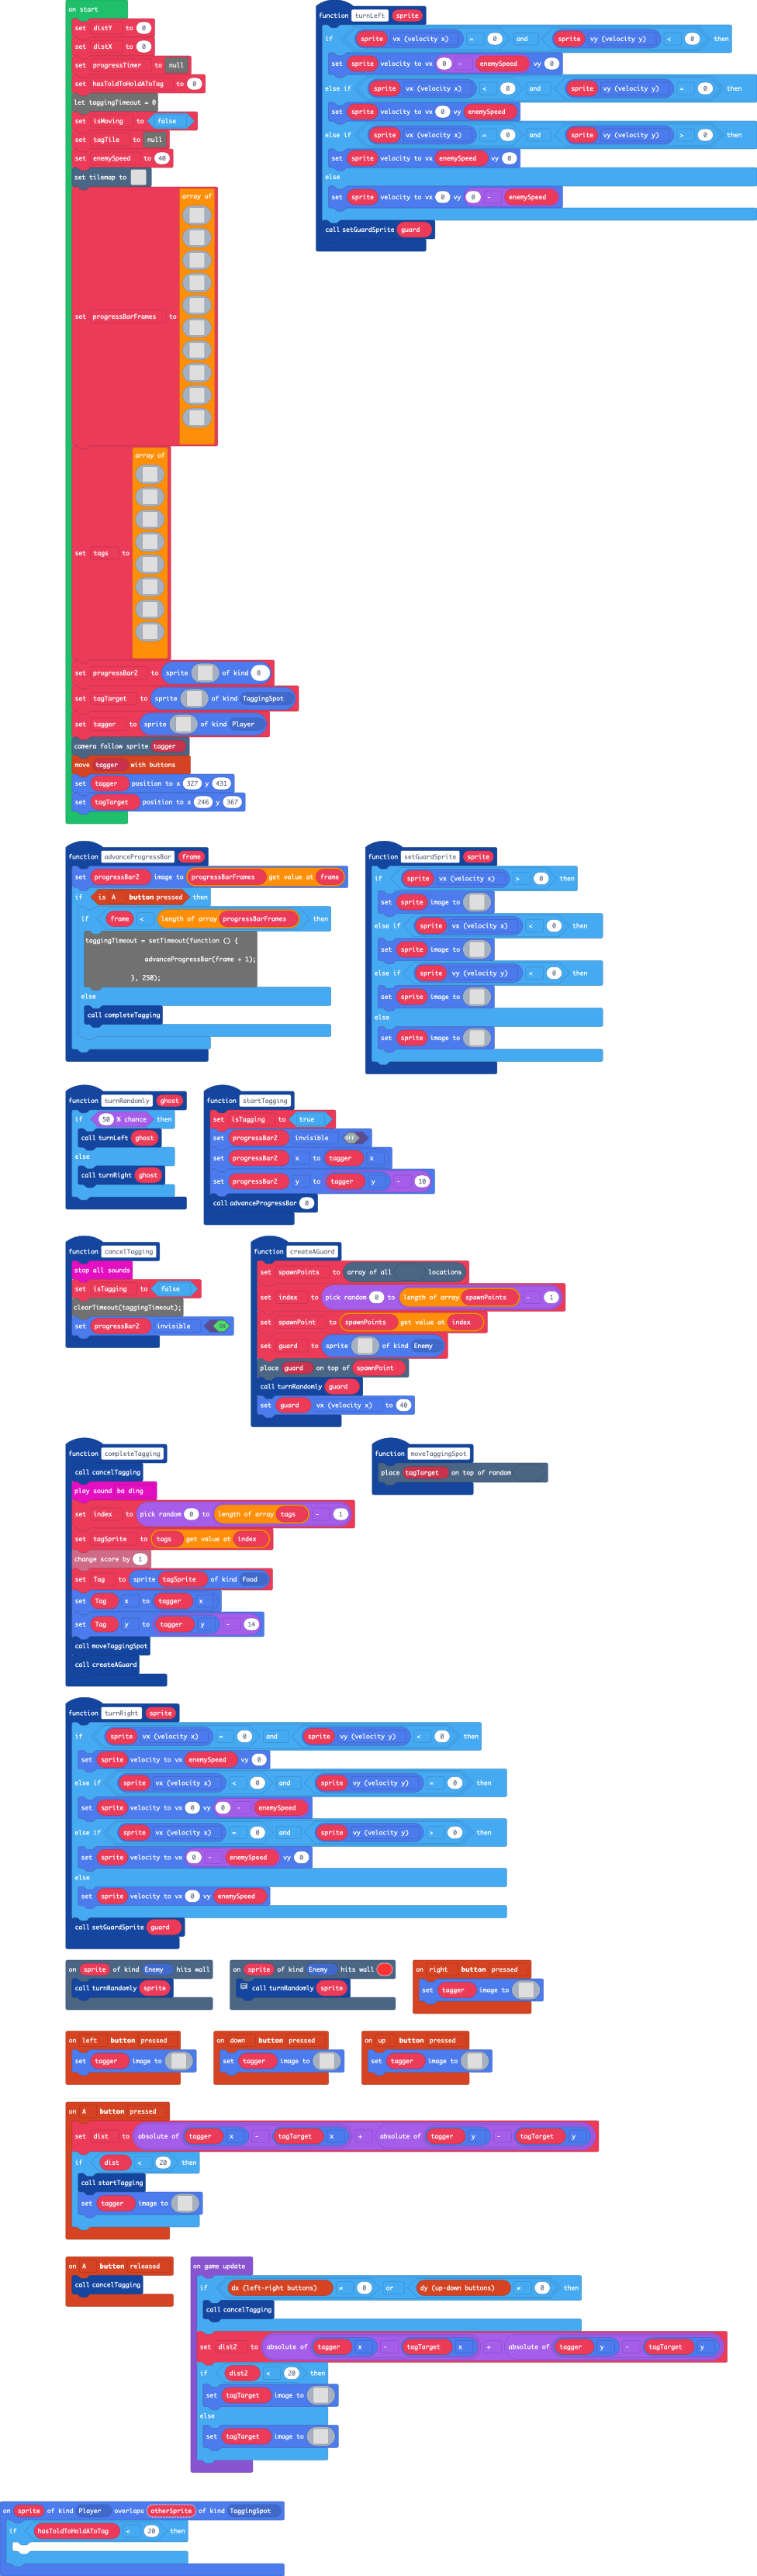 on start
set distY to 0
set distX to 0
set progressTimer to null
set hasToldToHoldAToTag to 0
let taggingTimeout = 0
set isMoving to false
set tagTile to null
set enemySpeed to 40
set tilemap to
set progressBarFrames to array of
set tags to array of
set progressBar2 to sprite of kind 0
set tagTarget to sprite of kind TaggingSpot
set tagger to sprite of kind Player
camera follow sprite tagger
move tagger with buttons
set tagger position to x 327 y 431
set tagTarget position to x 246 y 367
function turnLeft sprite
if sprite vx (velocity x) = 0 and sprite vy (velocity y) < 0 then
set sprite velocity to vx 0 - enemySpeed vy 0
else if sprite vx (velocity x) < 0 and sprite vy (velocity y) = 0 then
set sprite velocity to vx 0 vy enemySpeed
else if sprite vx (velocity x) = 0 and sprite vy (velocity y) > 0 then
set sprite velocity to vx enemySpeed vy 0
else
set sprite velocity to vx 0 vy 0 - enemySpeed
call setGuardSprite guard
function advanceProgressBar frame
set progressBar2 image to progressBarFrames get value at frame
if is A button pressed then
if frame < length of array progressBarFrames then
taggingTimeout = setTimeout(function () {
advanceProgressBar(frame + 1);
}, 250);
else
call completeTagging
function setGuardSprite sprite
if sprite vx (velocity x) > 0 then
set sprite image to
else if sprite vx (velocity x) < 0 then
set sprite image to
else if sprite vy (velocity y) < 0 then
set sprite image to
else
set sprite image to
function turnRandomly ghost
if 50 % chance then
call turnLeft ghost
else
call turnRight ghost
function startTagging
set isTagging to true
set progressBar2 invisible OFF
set progressBar2 x to tagger x
set progressBar2 y to tagger y - 10
call advanceProgressBar 0
function cancelTagging
stop all sounds
set isTagging to false
clearTimeout(taggingTimeout);
set progressBar2 invisible ON
function createAGuard
set spawnPoints to array of all locations
set index to pick random 0 to length of array spawnPoints - 1
set spawnPoint to spawnPoints get value at index
set guard to sprite of kind Enemy
place guard on top of spawnPoint
call turnRandomly guard
set guard vx (velocity x) to 40
function completeTagging
call cancelTagging
play sound ba ding
set index to pick random 0 to length of array tags - 1
set tagSprite to tags get value at index
change score by 1
set Tag to sprite tagSprite of kind Food
set Tag x to tagger x
set Tag y to tagger y - 14
call moveTaggingSpot
call createAGuard
function moveTaggingSpot
place tagTarget on top of random
function turnRight sprite
if sprite vx (velocity x) = 0 and sprite vy (velocity y) < 0 then
set sprite velocity to vx enemySpeed vy 0
else if sprite vx (velocity x) < 0 and sprite vy (velocity y) = 0 then
set sprite velocity to vx 0 vy 0 - enemySpeed
else if sprite vx (velocity x) = 0 and sprite vy (velocity y) > 0 then
set sprite velocity to vx 0 - enemySpeed vy 0
else
set sprite velocity to vx 0 vy enemySpeed
call setGuardSprite guard
on sprite of kind Enemy hits wall
call turnRandomly sprite
on sprite of kind Enemy hits wall
call turnRandomly sprite
on right button pressed
set tagger image to
on left button pressed
set tagger image to
on down button pressed
set tagger image to
on up button pressed
set tagger image to
on A button pressed
set dist to absolute of tagger x - tagTarget x + absolute of tagger y - tagTarget y
if dist < 20 then
call startTagging
set tagger image to
on A button released
call cancelTagging
on game update
if dx (left-right buttons) ≠ 0 or dy (up-down buttons) ≠ 0 then
call cancelTagging
set dist2 to absolute of tagger x - tagTarget x + absolute of tagger y - tagTarget y
if dist2 < 20 then
set tagTarget image to
else
set tagTarget image to
on sprite of kind Player overlaps otherSprite of kind TaggingSpot
if hasToldToHoldAToTag < 20 then